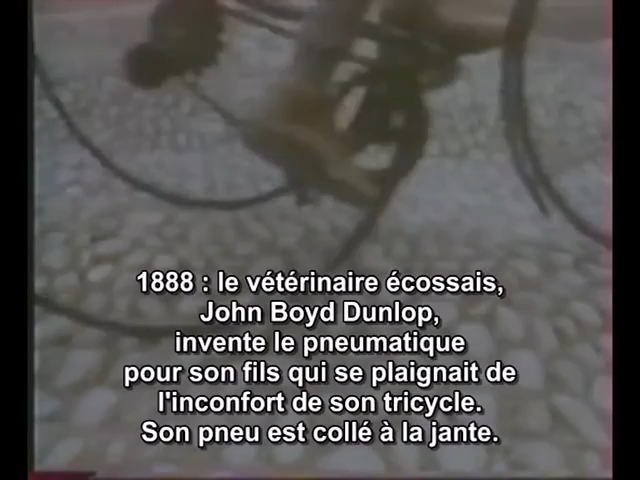 1888 : le vétérinaire écossais,
John Boyd Dunlop,
invente le pneumatique
pour son fils qui se plaignait de
l'inconfort de son tricycle.
Son pneu est collé à la jante.